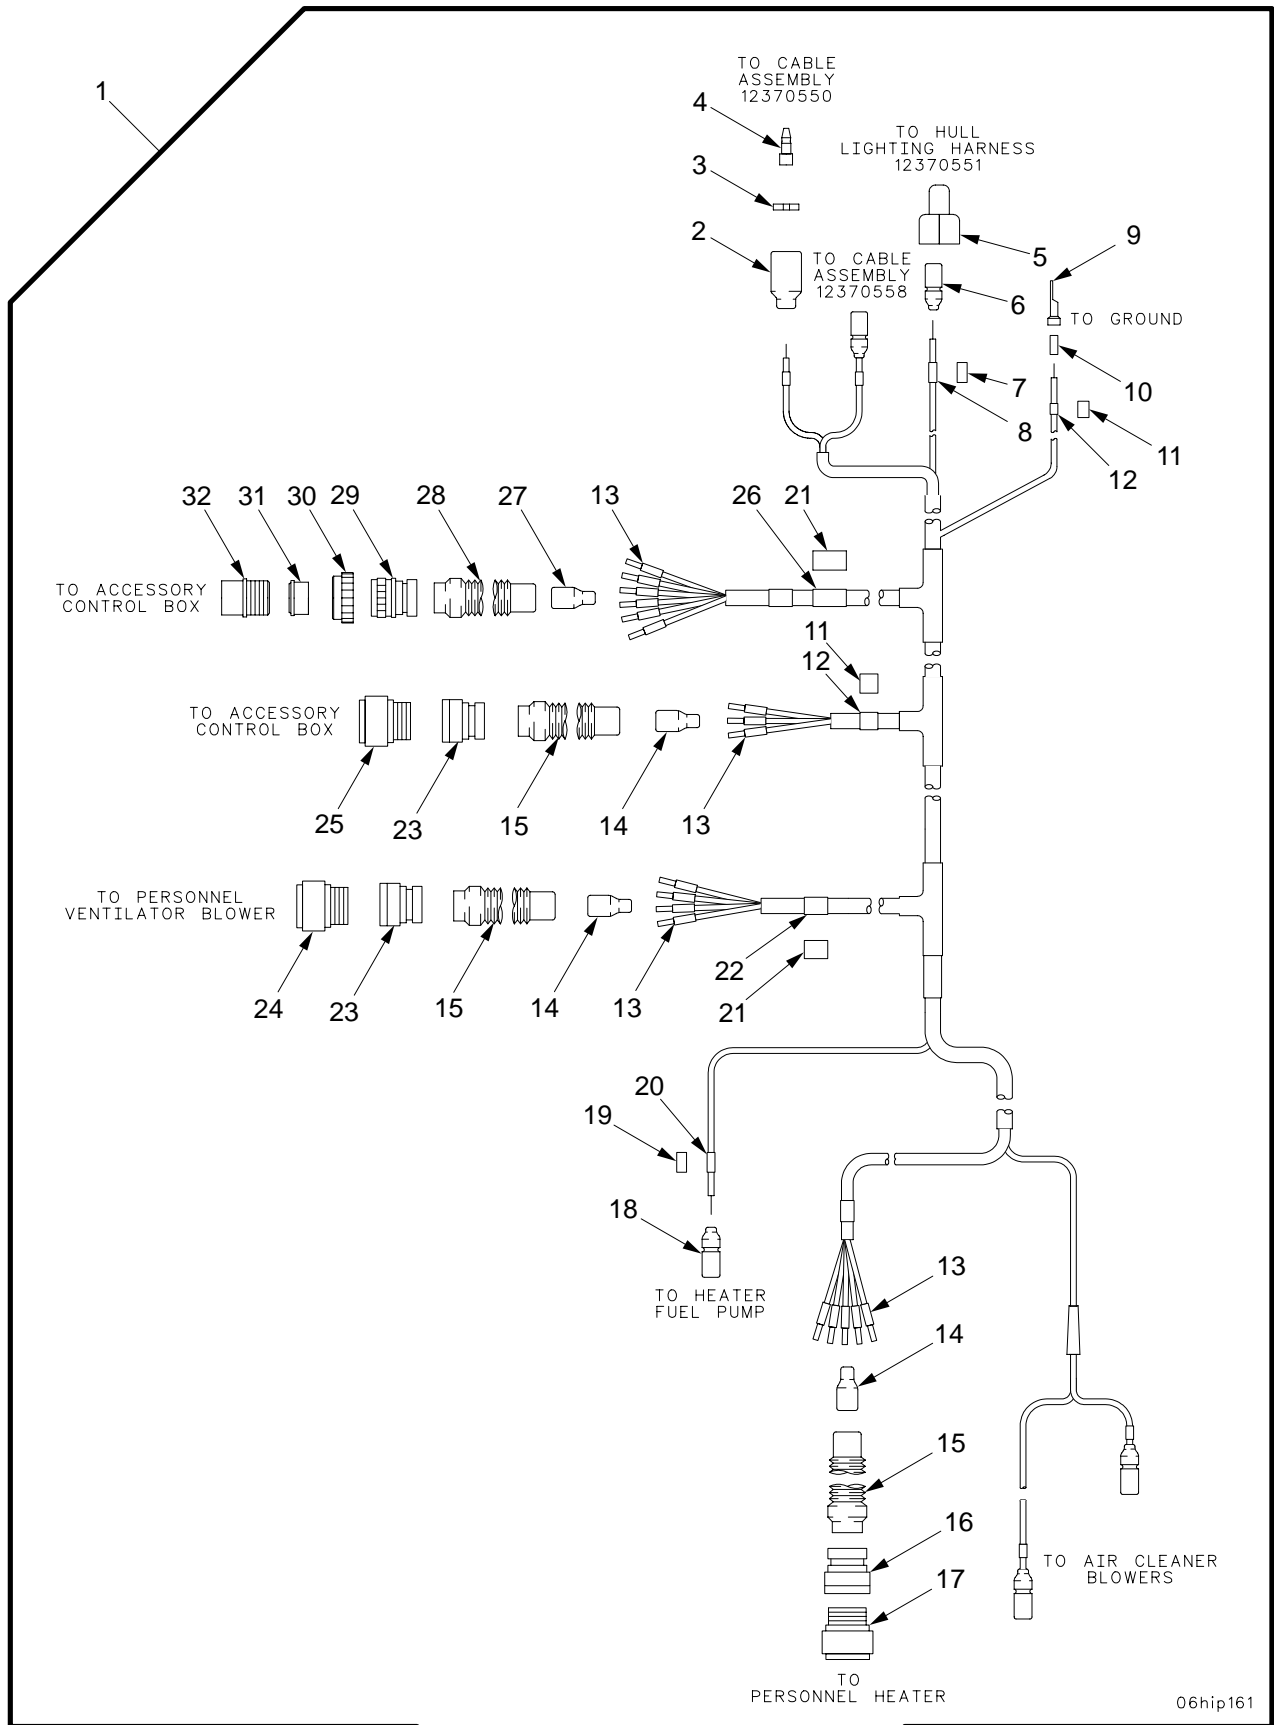 1
TO CABLE
ASSEMBLY
12370550
4
3
2
TO HULL
LIGHTING HARNESS
12370551
5
9
TO CABLE
ASSEMBLY
12370558
6
TO GROUND
7
10
8
11
12
32
31
30
29
28
27
13
26
21
TO ACCESSORY
CONTROL BOX
11
12
TO ACCESSORY
CONTROL BOX
25
23
15
14
13
TO PERSONNEL
VENTILATOR BLOWER
24
23
15
14
13
22
21
20
19
18
TO HEATER
FUEL PUMP
13
14
15
16
17
TO AIR CLEANER
BLOWERS
TO
PERSONNEL HEATER
06hip161